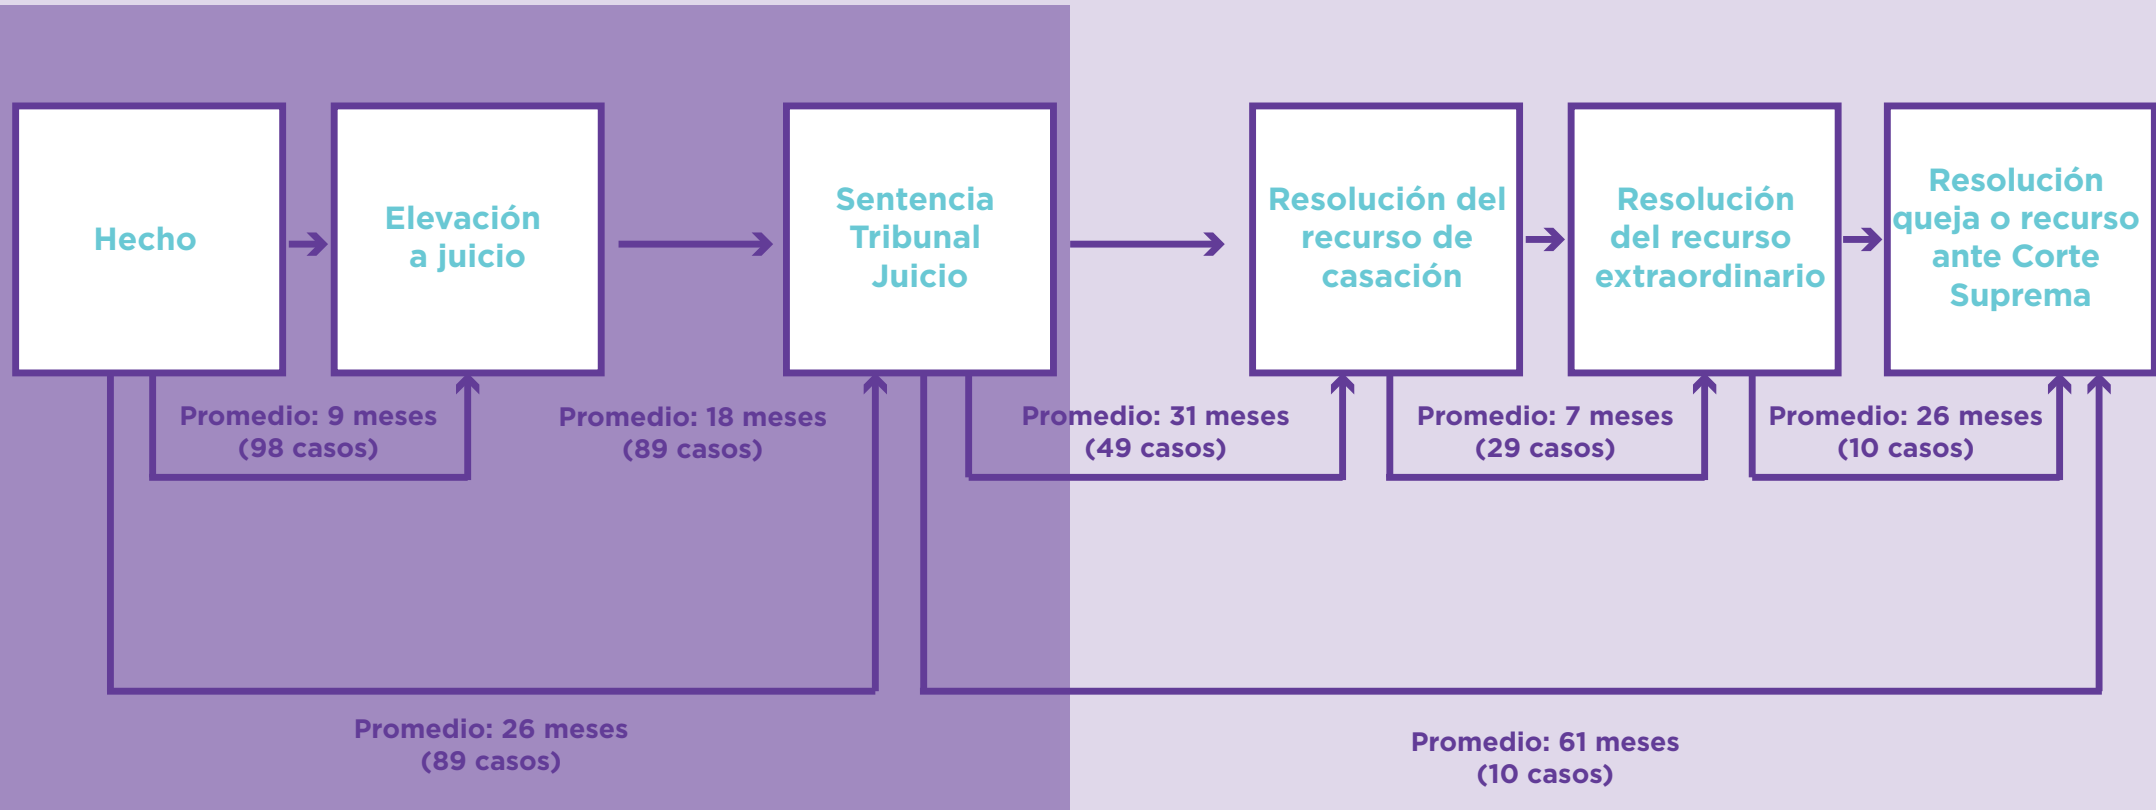 Hecho
Elevación
a juicio
Sentencia
Tribunal
Juicio
Resolución del
recurso de
casación
Resolución
del recurso
extraordinario
Resolución
queja o recurso
ante Corte
Suprema
Promedio: 9 meses
(98 casos)
Promedio: 18 meses
(89 casos)
Promedio: 31 meses
(49 casos)
Promedio: 7 meses
(29 casos)
Promedio: 26 meses
(10 casos)
Promedio: 26 meses
(89 casos)
Promedio: 61 meses
(10 casos)